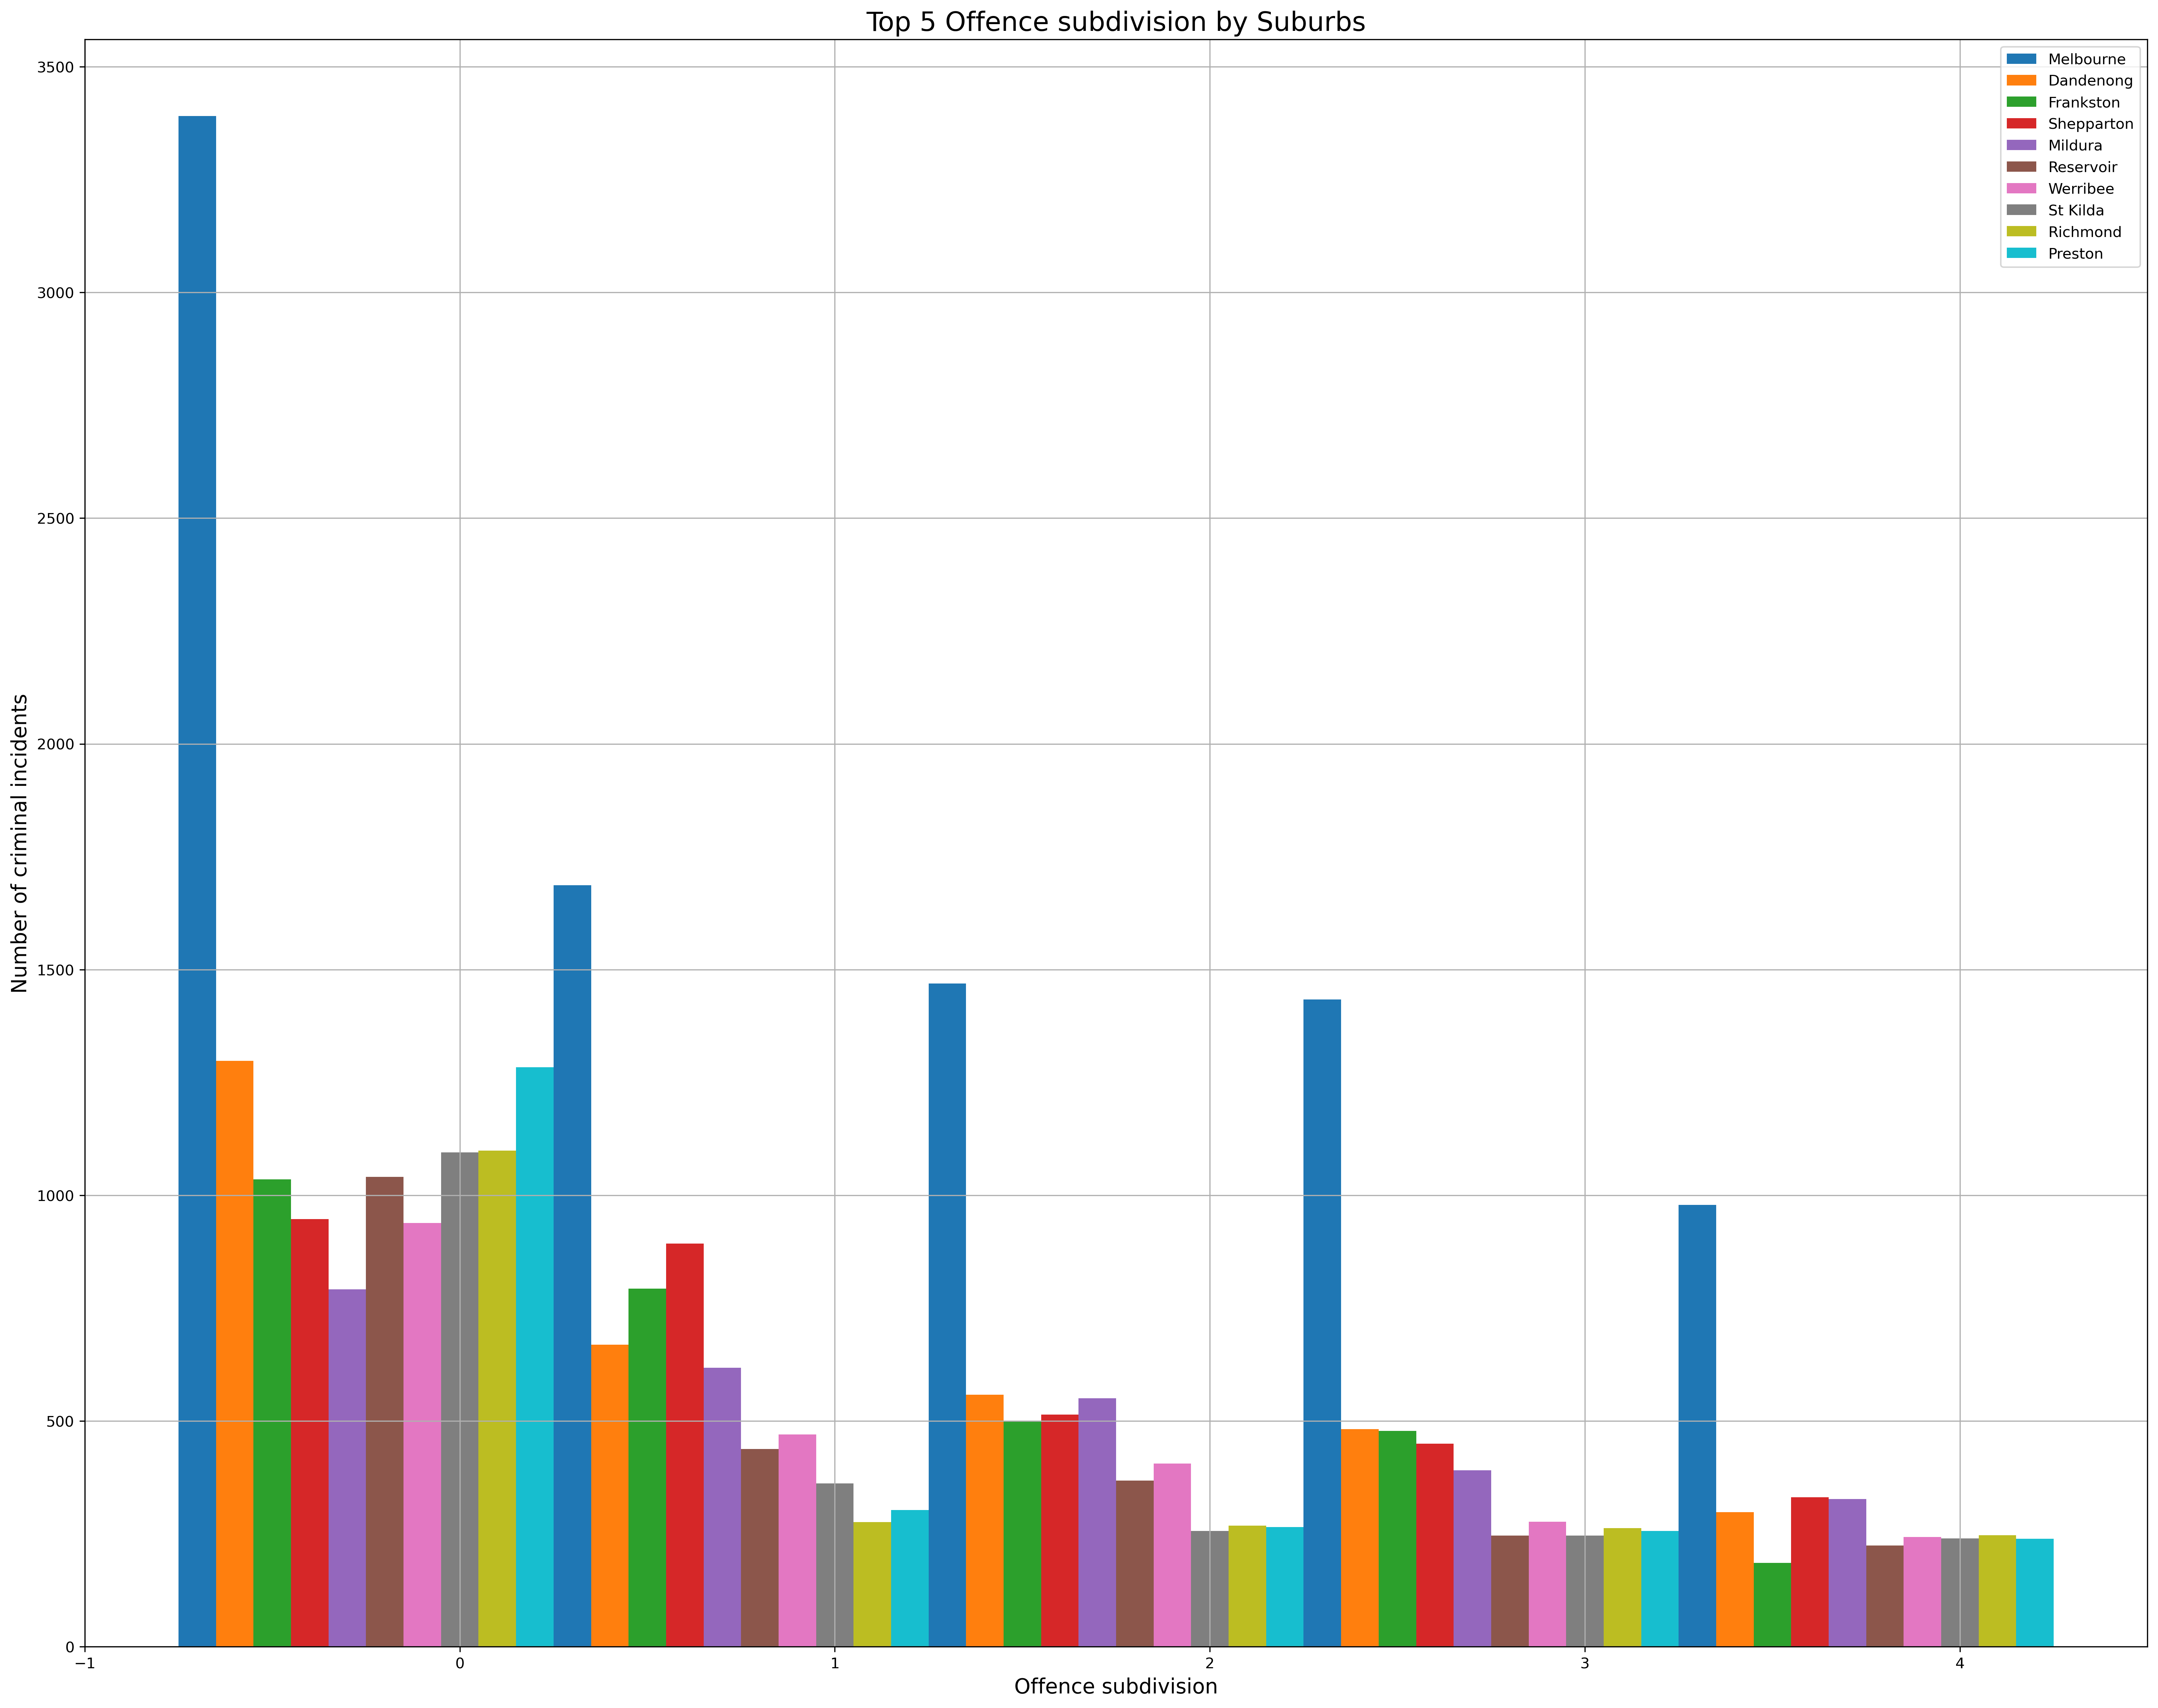 Top 5 Offence subdivision by Suburbs
3500
3000
2500
2000
1500
1000
500
0
Number of criminal incidents
Melbourne
Dandenong
Frankston
Shepparton
Mildura
Reservoir
Werribee
St Kilda
Richmond
Preston
−1 0 1 2 3 4
Offence subdivision